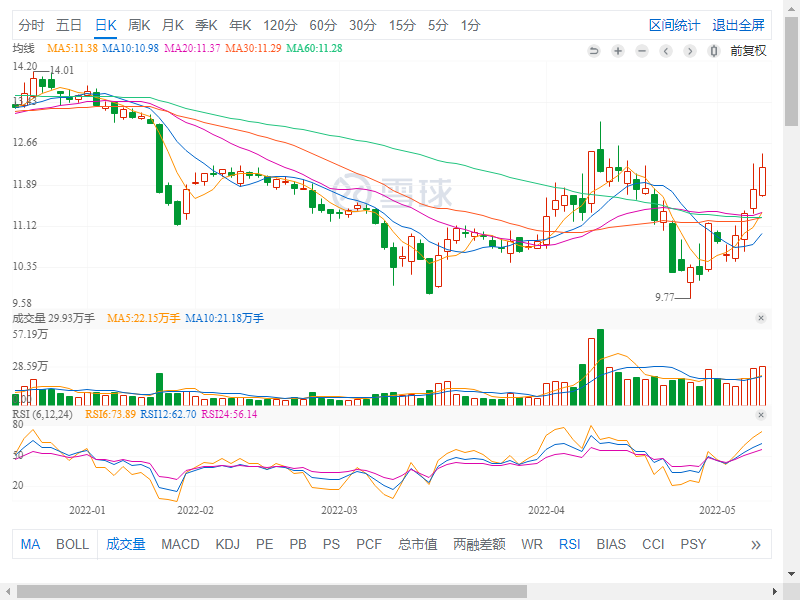 分时 五日 日K 周K 月K 季K 年K 120分 60分 30分 15分 5分 1分 区间统计 退出全屏
均线 MA5:11.38 MA10:10.98 MA20:11.37 MA30:11.29 MA60:11.28 前复权
14.20
14.01
13.43
12.66
11.89
雪球
11.12
10.35
9.77
9.58
成交量 29.93万手 MA5:22.15万手 MA10:21.18万手
57.19万
28.59万
RSI (6,12,24) RSI6:73.89 RSI12:62.70 RSI24:56.14
80
50
20
2022-01 2022-02 2022-03 2022-04 2022-05
MA BOLL 成交量 MACD KDJ PE PB PS PCF 总市值 两融差额 WR RSI BIAS CCI PSY »